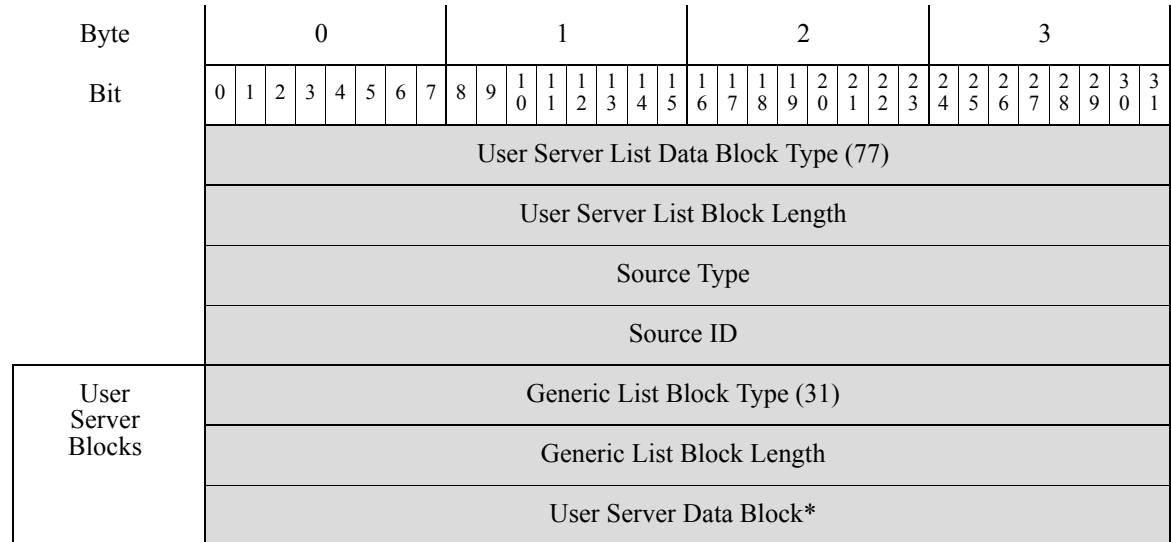 Byte 0 1 2 3
Bit 0 1 2 3 4 5 6 7 8 9 10 11 12 13 14 15 16 17 18 19 20 21 22 23 24 25 26 27 28 29 30 31
User Server List Data Block Type (77)
User Server List Block Length
Source Type
Source ID
User
Server
Blocks
Generic List Block Type (31)
Generic List Block Length
User Server Data Block*